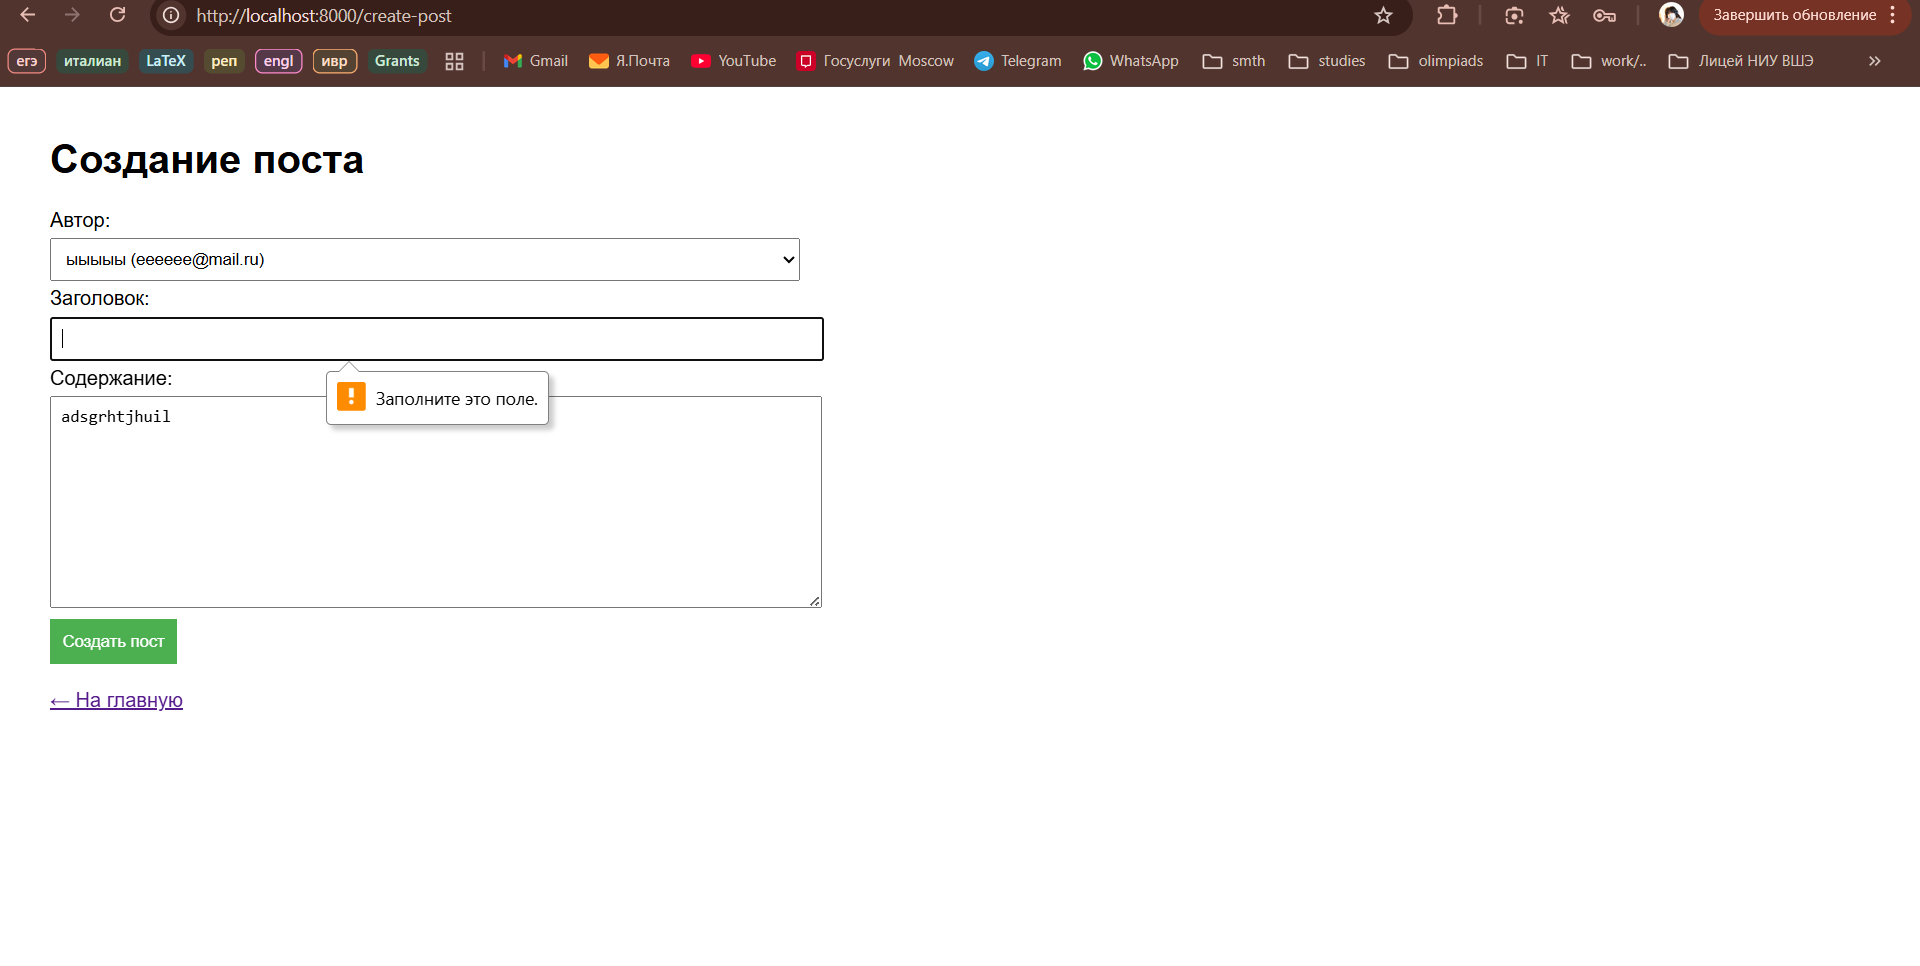 http://localhost:8000/create-post
Завершить обновление
егэ италиан LaTeX реп engl ивр Grants Gmail Я.Почта YouTube Госуслуги Moscow Telegram WhatsApp smth studies olimpiads IT work/.. Лицей НИУ ВШЭ »
Создание поста
Автор:
ыыыыы (eeeeee@mail.ru)
Заголовок:
Заполните это поле.
Содержание:
adsgrhtjhuil
Создать пост
← На главную